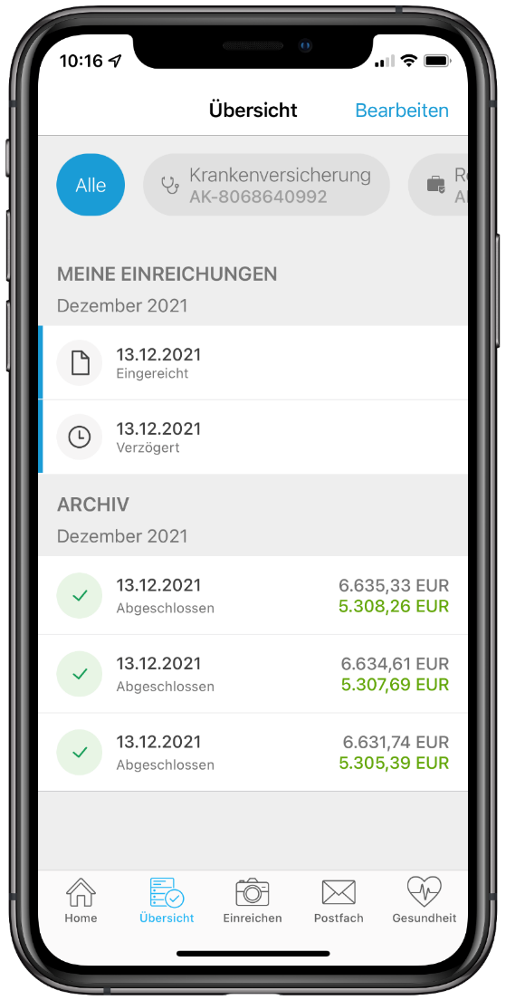 10:16
Übersicht
Bearbeiten
Alle
Krankenversicherung
AK-8068640992
MEINE EINREICHUNGEN
Dezember 2021
13.12.2021
Eingereicht
13.12.2021
Verzögert
ARCHIV
Dezember 2021
13.12.2021
6.635,33 EUR
Abgeschlossen
5.308,26 EUR
13.12.2021
6.634,61 EUR
Abgeschlossen
5.307,69 EUR
13.12.2021
6.631,74 EUR
Abgeschlossen
5.305,39 EUR
Home
Übersicht
Einreichen
Postfach
Gesundheit